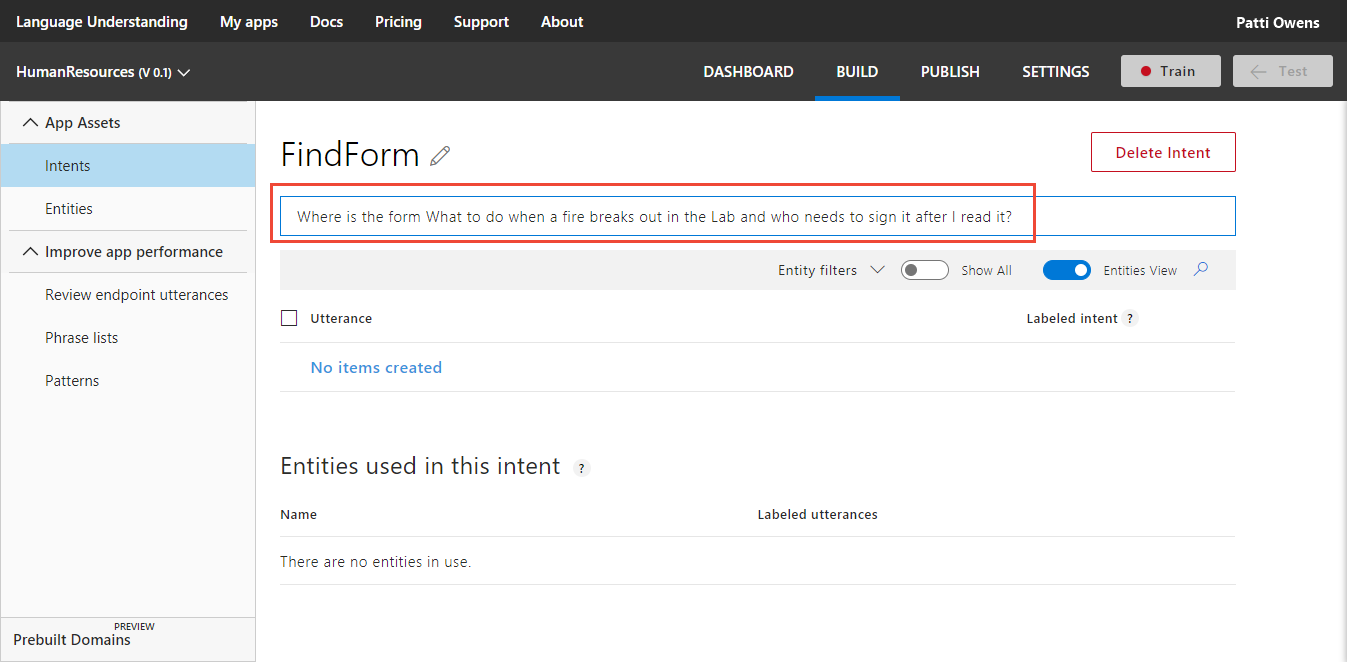 Language Understanding My apps Docs Pricing Support About Patti Owens
HumanResources (V 0.1) DASHBOARD BUILD PUBLISH SETTINGS Train Test
App Assets
Intents
Entities
Improve app performance
Review endpoint utterances
Phrase lists
Patterns
PREVIEW
Prebuilt Domains
FindForm Delete Intent
Where is the form What to do when a fire breaks out in the Lab and who needs to sign it after I read it?
Entity filters Show All Entities View
Utterance Labeled intent ?
No items created
Entities used in this intent ?
Name Labeled utterances
There are no entities in use.